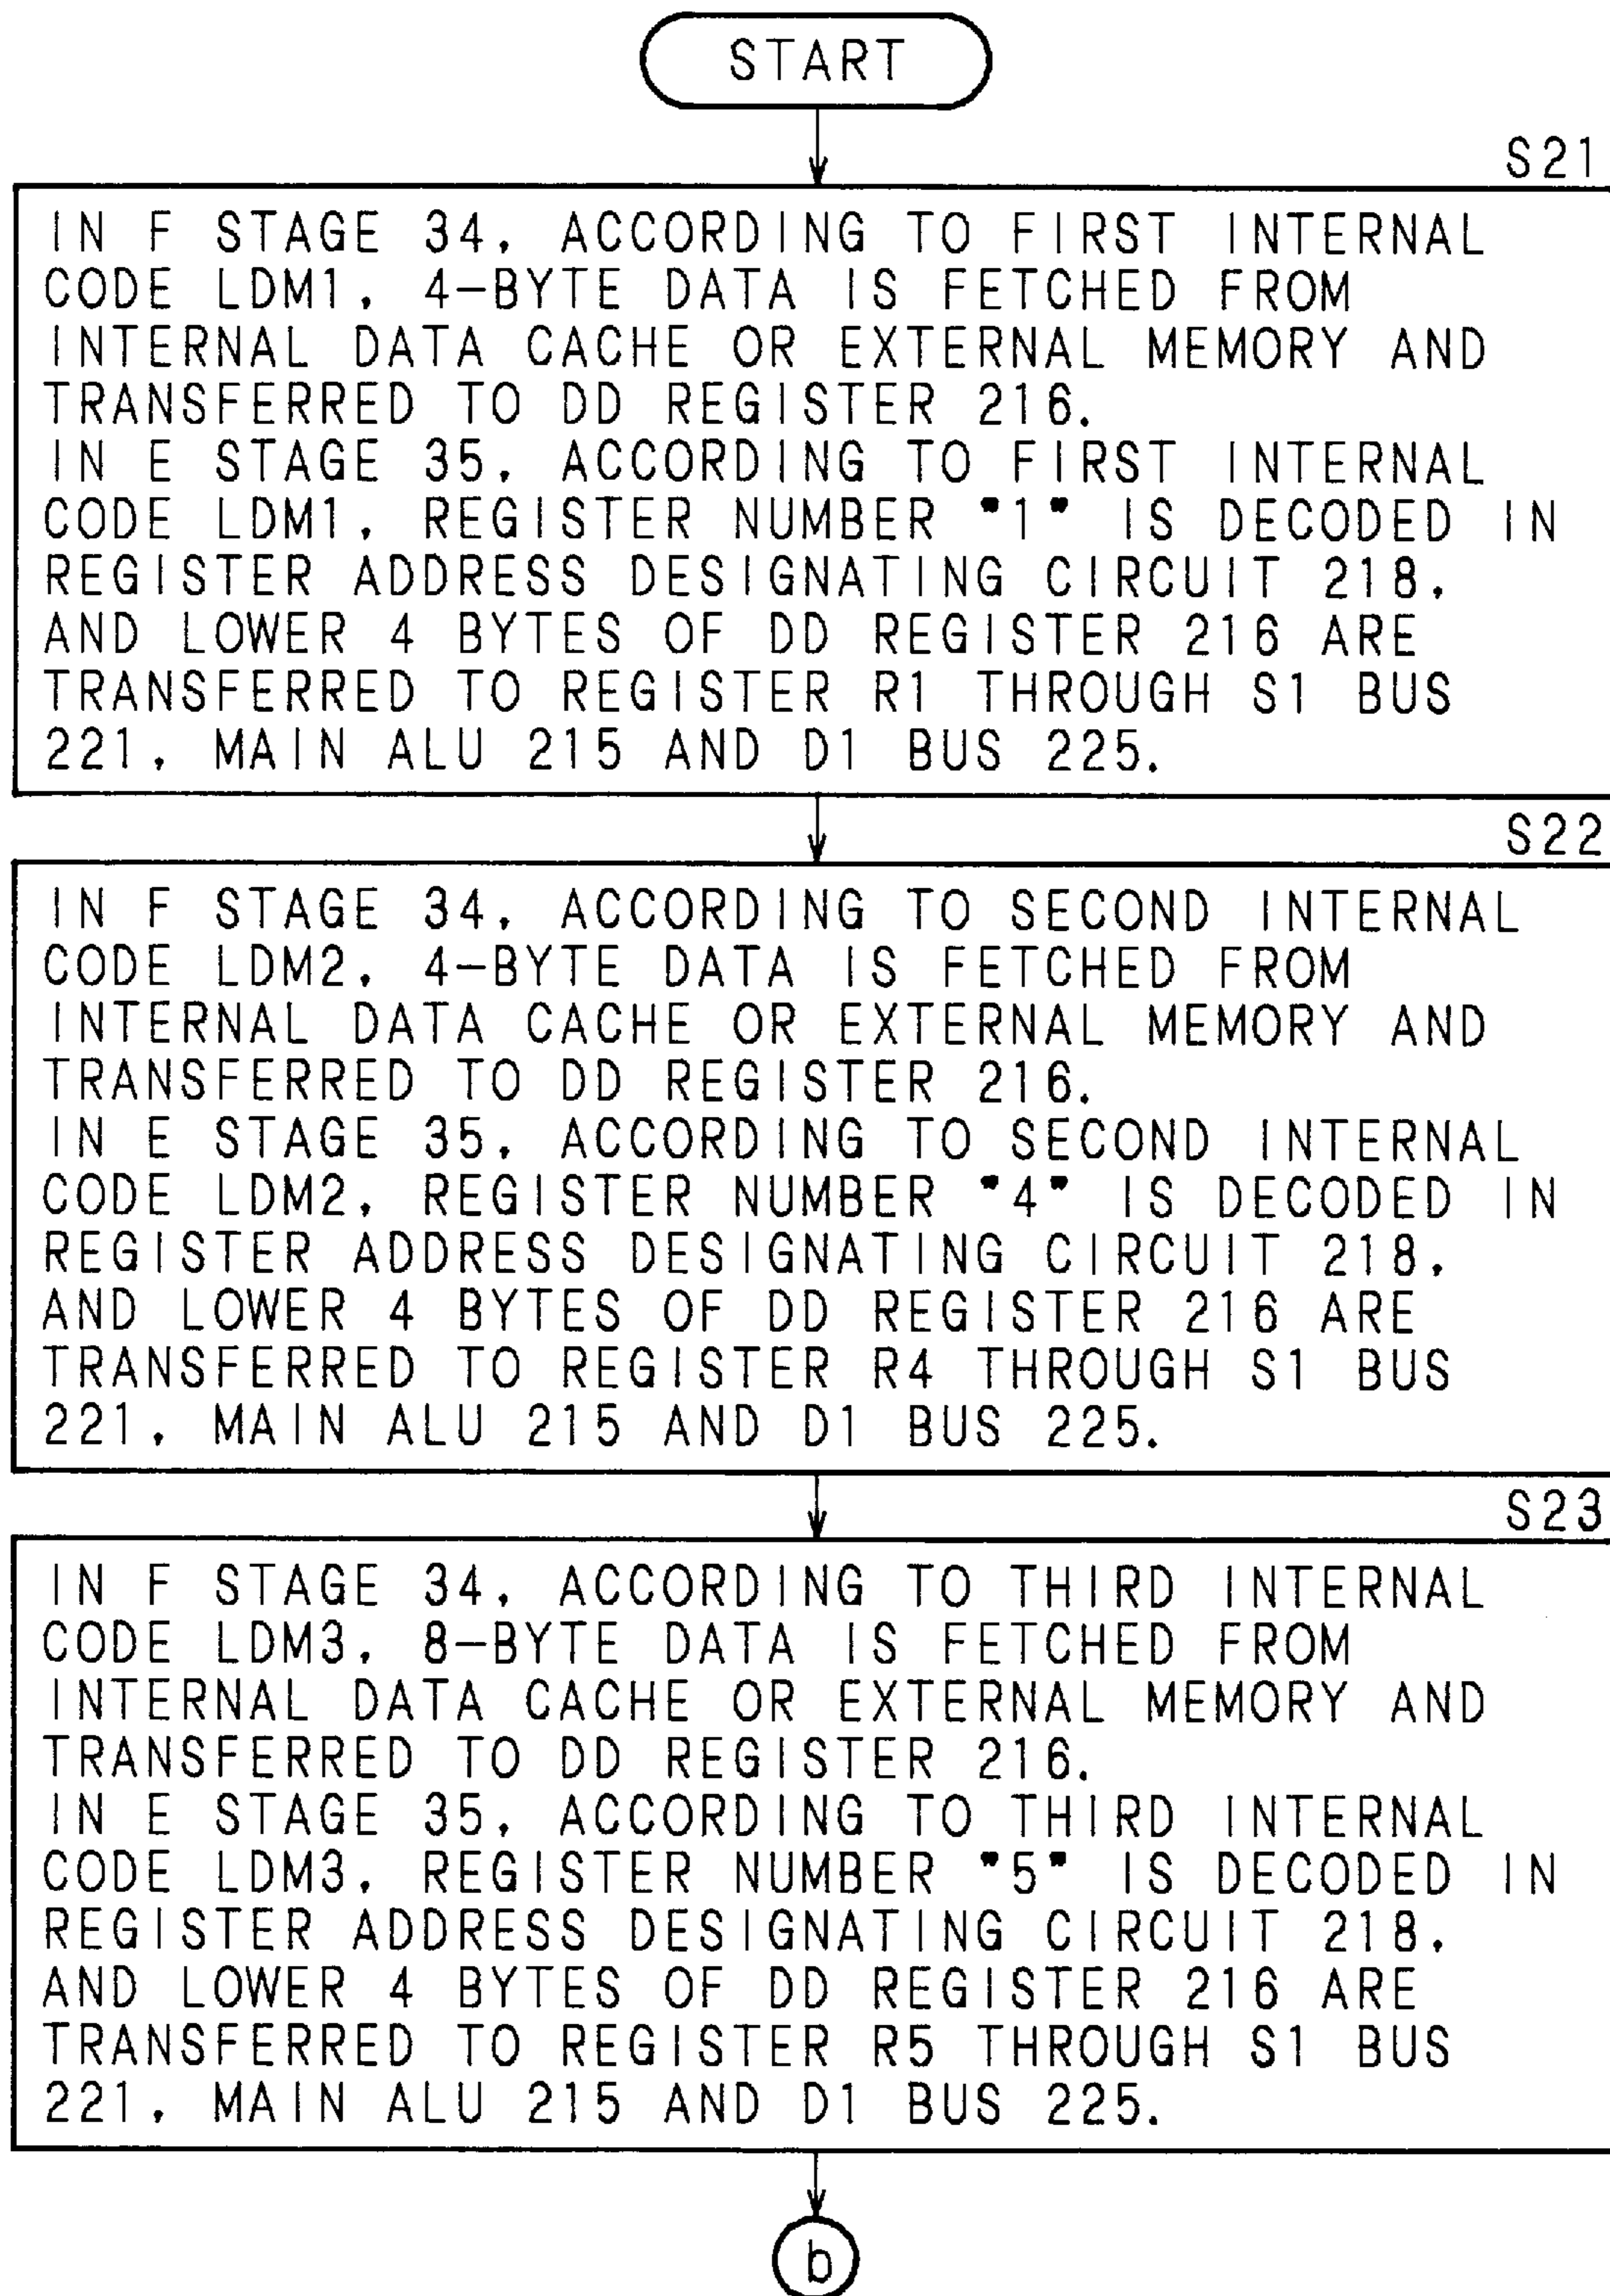 START
S21
IN F STAGE 34, ACCORDING TO FIRST INTERNAL
CODE LDM1, 4-BYTE DATA IS FETCHED FROM
INTERNAL DATA CACHE OR EXTERNAL MEMORY AND
TRANSFERRED TO DD REGISTER 216.
IN E STAGE 35, ACCORDING TO FIRST INTERNAL
CODE LDM1, REGISTER NUMBER "1" IS DECODED IN
REGISTER ADDRESS DESIGNATING CIRCUIT 218,
AND LOWER 4 BYTES OF DD REGISTER 216 ARE
TRANSFERRED TO REGISTER R1 THROUGH S1 BUS
221, MAIN ALU 215 AND D1 BUS 225.
S22
IN F STAGE 34, ACCORDING TO SECOND INTERNAL
CODE LDM2, 4-BYTE DATA IS FETCHED FROM
INTERNAL DATA CACHE OR EXTERNAL MEMORY AND
TRANSFERRED TO DD REGISTER 216.
IN E STAGE 35, ACCORDING TO SECOND INTERNAL
CODE LDM2, REGISTER NUMBER "4" IS DECODED IN
REGISTER ADDRESS DESIGNATING CIRCUIT 218,
AND LOWER 4 BYTES OF DD REGISTER 216 ARE
TRANSFERRED TO REGISTER R4 THROUGH S1 BUS
221, MAIN ALU 215 AND D1 BUS 225.
S23
IN F STAGE 34, ACCORDING TO THIRD INTERNAL
CODE LDM3, 8-BYTE DATA IS FETCHED FROM
INTERNAL DATA CACHE OR EXTERNAL MEMORY AND
TRANSFERRED TO DD REGISTER 216.
IN E STAGE 35, ACCORDING TO THIRD INTERNAL
CODE LDM3, REGISTER NUMBER "5" IS DECODED IN
REGISTER ADDRESS DESIGNATING CIRCUIT 218,
AND LOWER 4 BYTES OF DD REGISTER 216 ARE
TRANSFERRED TO REGISTER R5 THROUGH S1 BUS
221, MAIN ALU 215 AND D1 BUS 225.
b